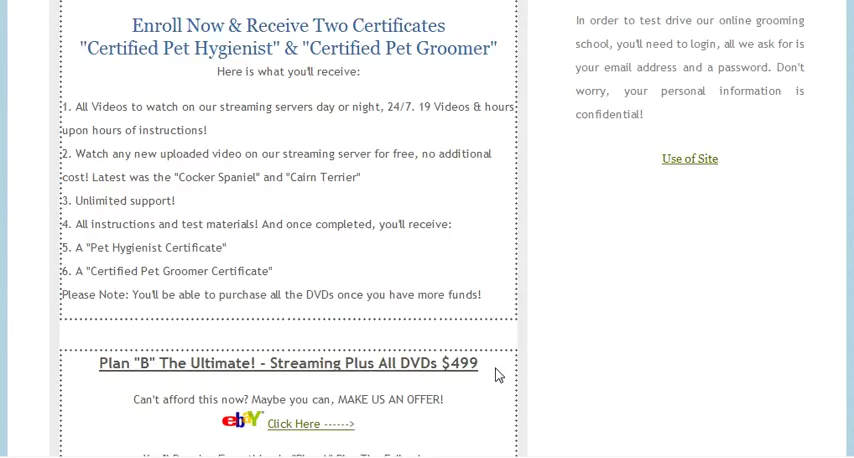 Enroll Now & Receive Two Certificates
"Certified Pet Hygienist" & "Certified Pet Groomer"
Here is what you'll receive:
1. All Videos to watch on our streaming servers day or night, 24/7. 19 Videos & hours
upon hours of instructions!
2. Watch any new uploaded video on our streaming server for free, no additional
cost! Latest was the "Cocker Spaniel" and "Cairn Terrier"
3. Unlimited support!
4. All instructions and test materials! And once completed, you'll receive:
5. A "Pet Hygienist Certificate"
6. A "Certified Pet Groomer Certificate"
Please Note: You'll be able to purchase all the DVDs once you have more funds!
Plan "B" The Ultimate! - Streaming Plus All DVDs $499
Can't afford this now? Maybe you can, MAKE US AN OFFER!
ebay Click Here ------>
In order to test drive our online grooming
school, you'll need to login, all we ask for is
your email address and a password. Don't
worry, your personal information is
confidential!
Use of Site